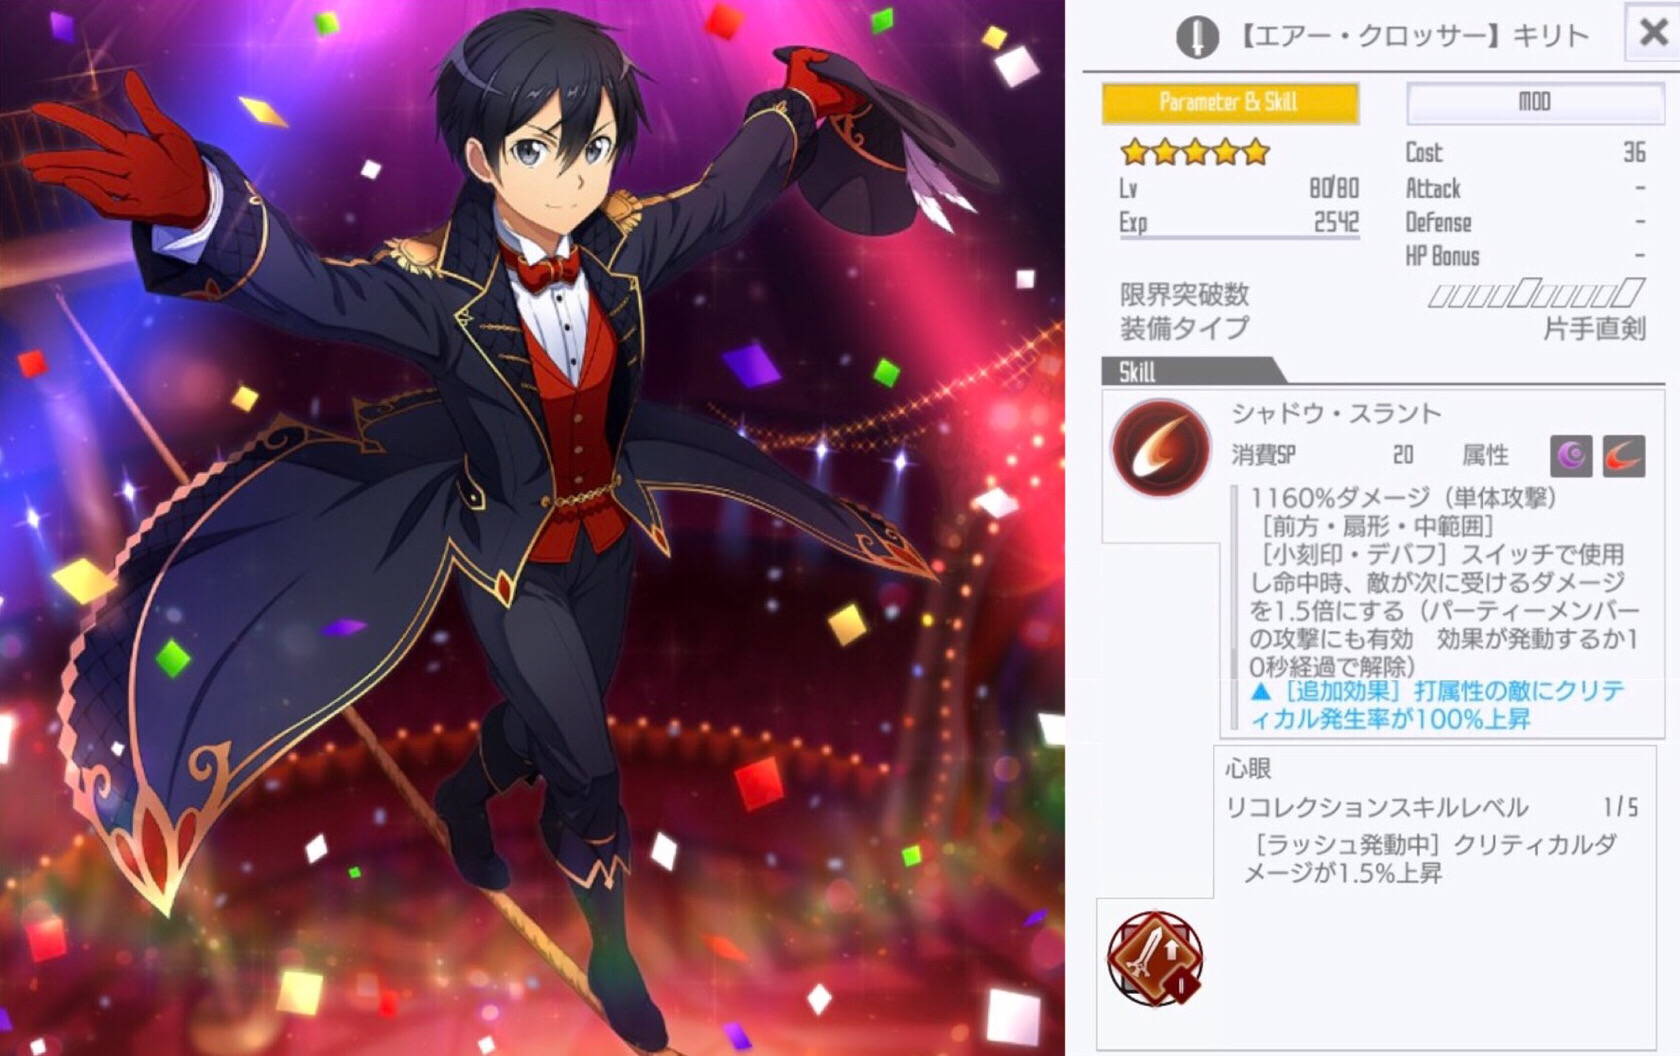 【エアー・クロッサー】キリト
Parameter & Skill
MOD
Lv 80/80
Exp 2542
Cost 36
Attack -
Defense -
HP Bonus -
限界突破数
装備タイプ 片手直剣
Skill
シャドウ・スラント
消費SP 20 属性
1160%ダメージ（単体攻撃）
［前方・扇形・中範囲］
［小刻印・デバフ］スイッチで使用
し命中時、敵が次に受けるダメージ
を1.5倍にする（パーティーメンバー
の攻撃にも有効　効果が発動するか1
0秒経過で解除）
▲［追加効果］打属性の敵にクリテ
ィカル発生率が100%上昇
心眼
リコレクションスキルレベル 1/5
［ラッシュ発動中］クリティカルダ
メージが1.5%上昇
I